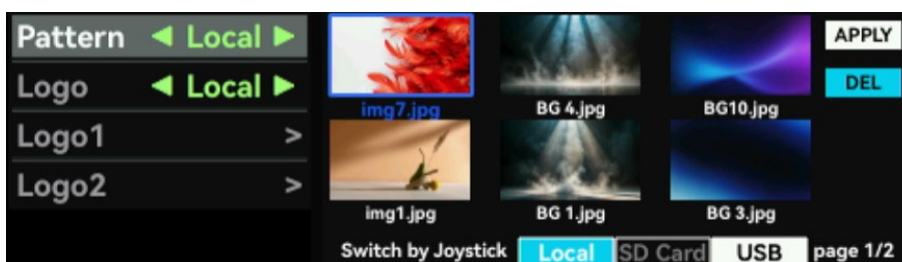 Pattern ◀ Local ▶
Logo ◀ Local ▶
Logo1 >
Logo2 >
img7.jpg BG 4.jpg BG10.jpg
APPLY
DEL
img1.jpg BG 1.jpg BG 3.jpg
Switch by Joystick Local SD Card USB page 1/2